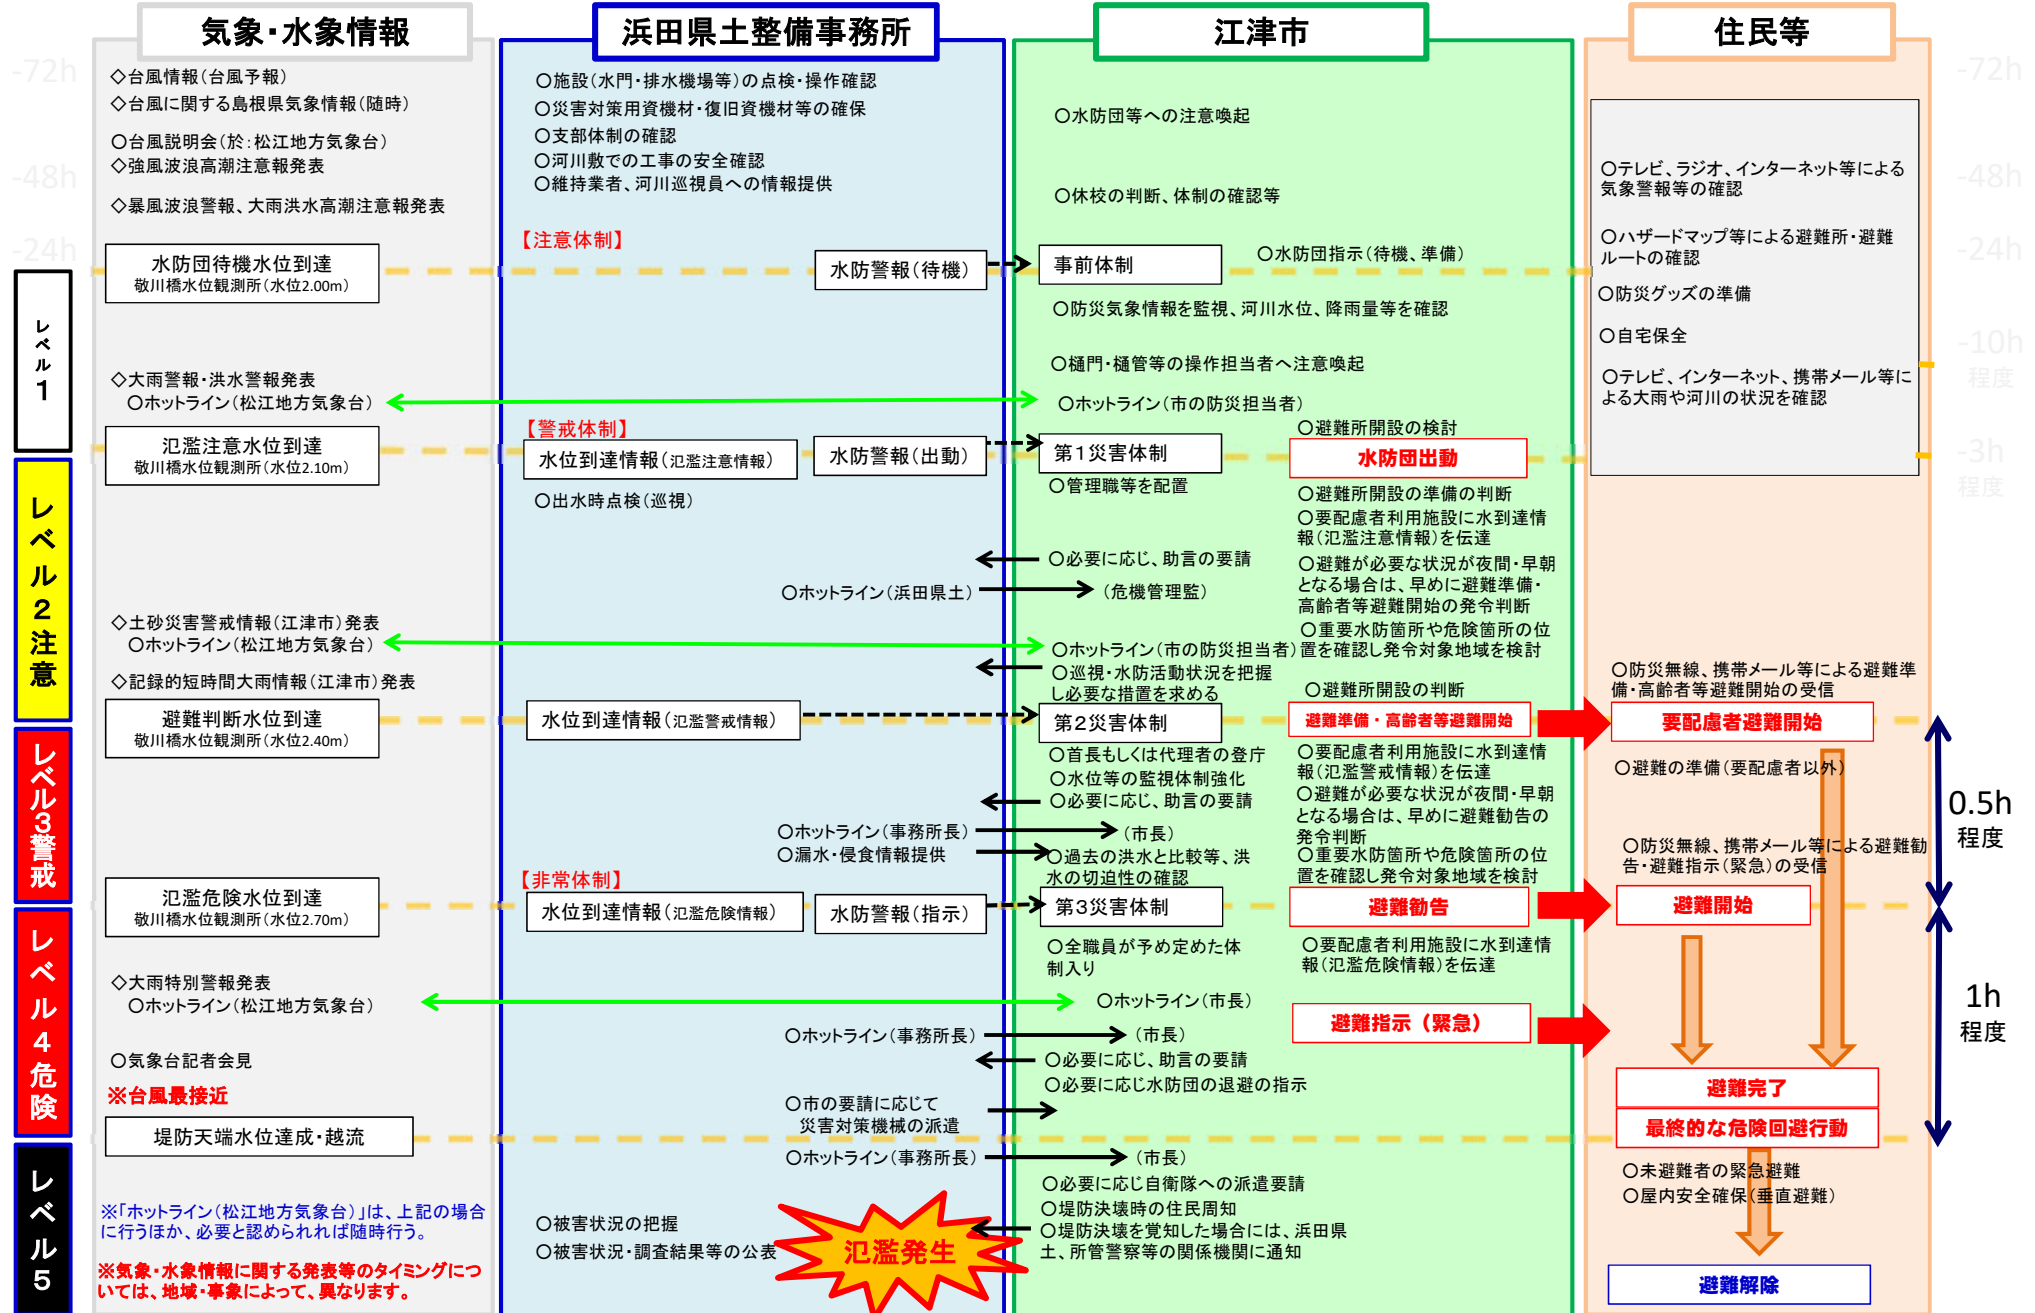 気象・水象情報
浜田県土整備事務所
江津市
住民等
-72h
-48h
-24h
レベル1
レベル2注意
レベル3警戒
レベル4危険
レベル5
◇台風情報(台風予報)
◇台風に関する島根県気象情報(随時)
○台風説明会(於:松江地方気象台)
◇強風波浪高潮注意報発表
◇暴風波浪警報、大雨洪水高潮注意報発表
水防団待機水位到達
敬川橋水位観測所(水位2.00m)
◇大雨警報・洪水警報発表
○ホットライン(松江地方気象台)
氾濫注意水位到達
敬川橋水位観測所(水位2.10m)
◇土砂災害警戒情報(江津市)発表
○ホットライン(松江地方気象台)
◇記録的短時間大雨情報(江津市)発表
避難判断水位到達
敬川橋水位観測所(水位2.40m)
氾濫危険水位到達
敬川橋水位観測所(水位2.70m)
◇大雨特別警報発表
○ホットライン(松江地方気象台)
○気象台記者会見
※台風最接近
堤防天端水位達成・越流
※「ホットライン(松江地方気象台)」は、上記の場合
に行うほか、必要と認められれば随時行う。
※気象・水象情報に関する発表等のタイミングにつ
いては、地域・事象によって、異なります。
○施設(水門・排水機場等)の点検・操作確認
○災害対策用資機材・復旧資機材等の確保
○支部体制の確認
○河川敷での工事の安全確認
○維持業者、河川巡視員への情報提供
【注意体制】
水防警報(待機)
【警戒体制】
水位到達情報(氾濫注意情報)
水防警報(出動)
○出水時点検(巡視)
○ホットライン(浜田県土)
水位到達情報(氾濫警戒情報)
○ホットライン(事務所長)
○漏水・侵食情報提供
【非常体制】
水位到達情報(氾濫危険情報)
水防警報(指示)
○ホットライン(事務所長)
○市の要請に応じて
災害対策機械の派遣
○ホットライン(事務所長)
○被害状況の把握
○被害状況・調査結果等の公表
氾濫発生
○水防団等への注意喚起
○休校の判断、体制の確認等
事前体制
○水防団指示(待機、準備)
○防災気象情報を監視、河川水位、降雨量等を確認
○樋門・樋管等の操作担当者へ注意喚起
○ホットライン(市の防災担当者)
第1災害体制
○管理職等を配置
○必要に応じ、助言の要請
(危機管理監)
○ホットライン(市の防災担当者)
○巡視・水防活動状況を把握
し必要な措置を求める
第2災害体制
○首長もしくは代理者の登庁
○水位等の監視体制強化
○必要に応じ、助言の要請
(市長)
○過去の洪水と比較等、洪
水の切迫性の確認
第3災害体制
○全職員が予め定めた体
制入り
○ホットライン(市長)
(市長)
○必要に応じ、助言の要請
○必要に応じ水防団の退避の指示
(市長)
○必要に応じ自衛隊への派遣要請
○堤防決壊時の住民周知
○堤防決壊を覚知した場合には、浜田県
土、所管警察等の関係機関に通知
○避難所開設の検討
水防団出動
○避難所開設の準備の判断
○要配慮者利用施設に水到達情
報(氾濫注意情報)を伝達
○避難が必要な状況が夜間・早朝
となる場合は、早めに避難準備・
高齢者等避難開始の発令判断
○重要水防箇所や危険箇所の位
置を確認し発令対象地域を検討
○避難所開設の判断
避難準備・高齢者等避難開始
○要配慮者利用施設に水到達情
報(氾濫警戒情報)を伝達
○避難が必要な状況が夜間・早朝
となる場合は、早めに避難勧告の
発令判断
○重要水防箇所や危険箇所の位
置を確認し発令対象地域を検討
避難勧告
○要配慮者利用施設に水到達情
報(氾濫危険情報)を伝達
避難指示(緊急)
○テレビ、ラジオ、インターネット等による
気象警報等の確認
○ハザードマップ等による避難所・避難
ルートの確認
○防災グッズの準備
○自宅保全
○テレビ、インターネット、携帯メール等に
よる大雨や河川の状況を確認
○防災無線、携帯メール等による避難準
備・高齢者等避難開始の受信
要配慮者避難開始
○避難の準備(要配慮者以外)
○防災無線、携帯メール等による避難勧
告・避難指示(緊急)の受信
避難開始
避難完了
最終的な危険回避行動
○未避難者の緊急避難
○屋内安全確保(垂直避難)
避難解除
-72h
-48h
-24h
-10h
程度
-3h
程度
0.5h
程度
1h
程度